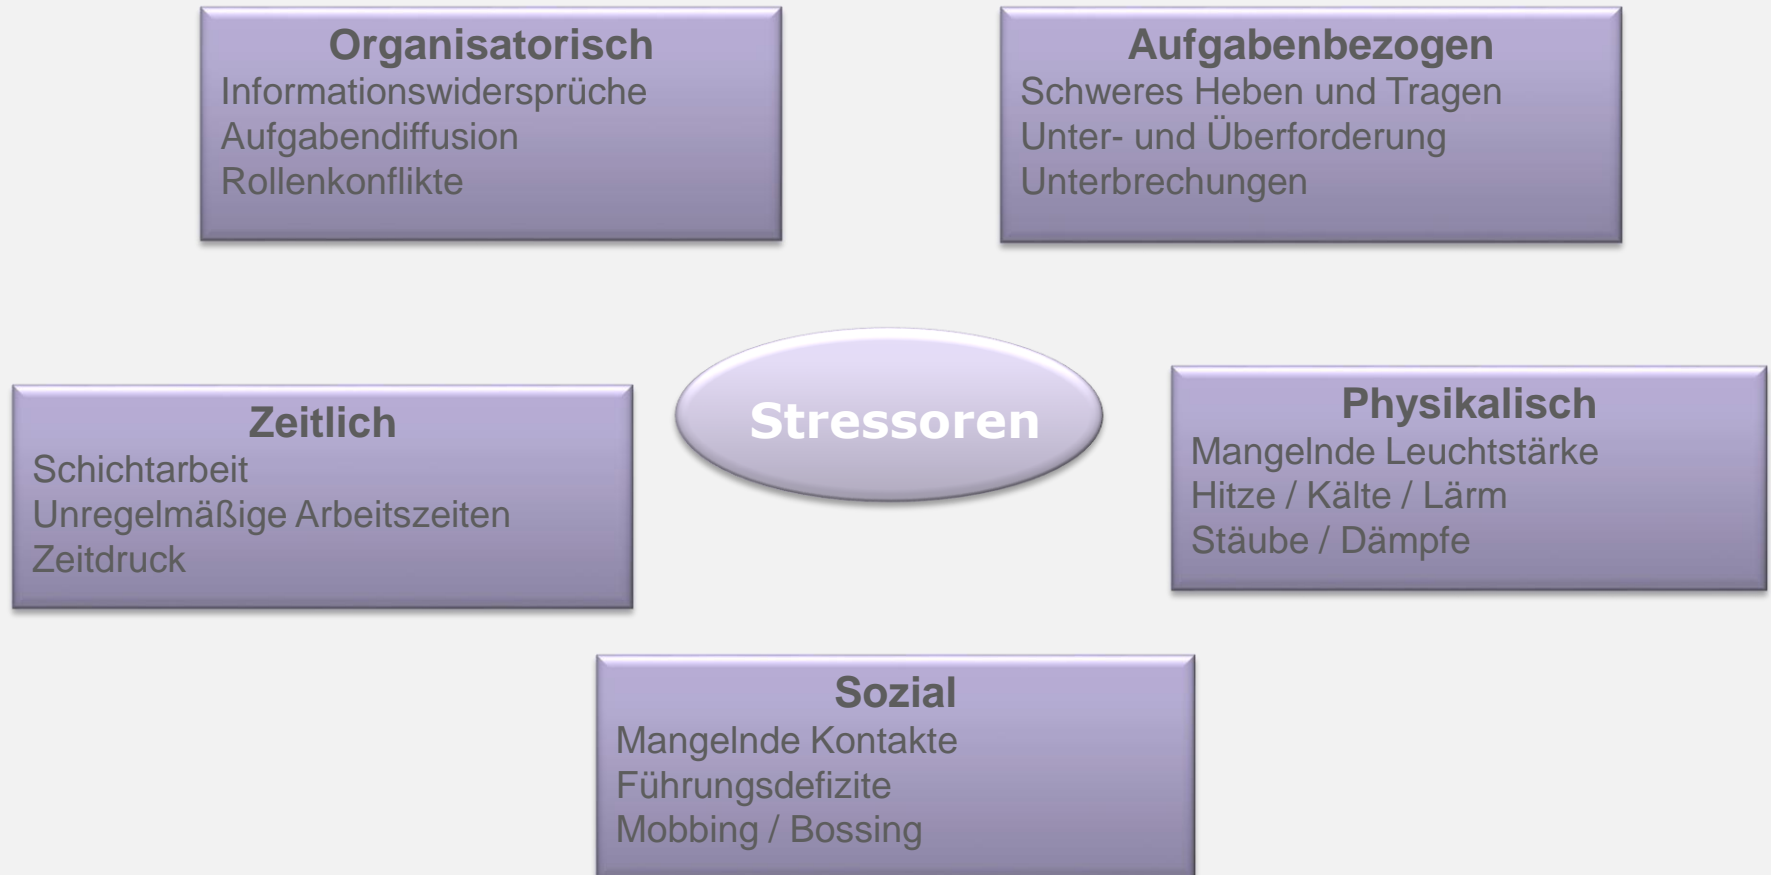 Organisatorisch
Informationswidersprüche
Aufgabendiffusion
Rollenkonflikte
Aufgabenbezogen
Schweres Heben und Tragen
Unter- und Überforderung
Unterbrechungen
Stressoren
Zeitlich
Schichtarbeit
Unregelmäßige Arbeitszeiten
Zeitdruck
Physikalisch
Mangelnde Leuchtstärke
Hitze / Kälte / Lärm
Stäube / Dämpfe
Sozial
Mangelnde Kontakte
Führungsdefizite
Mobbing / Bossing